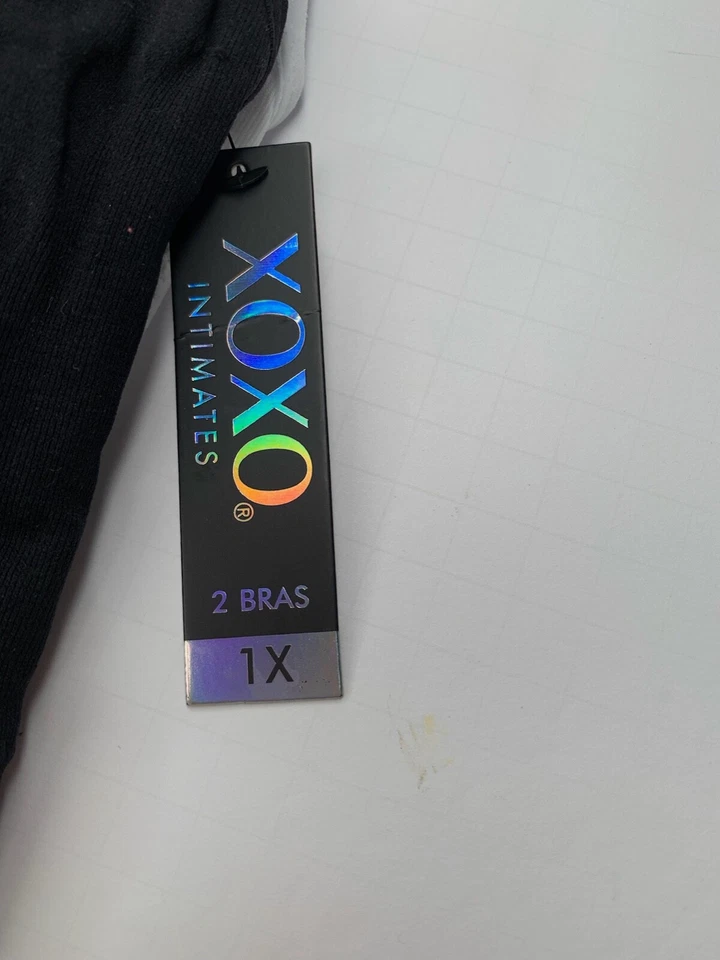 XOXO®
INTIMATES
2 BRAS
1X